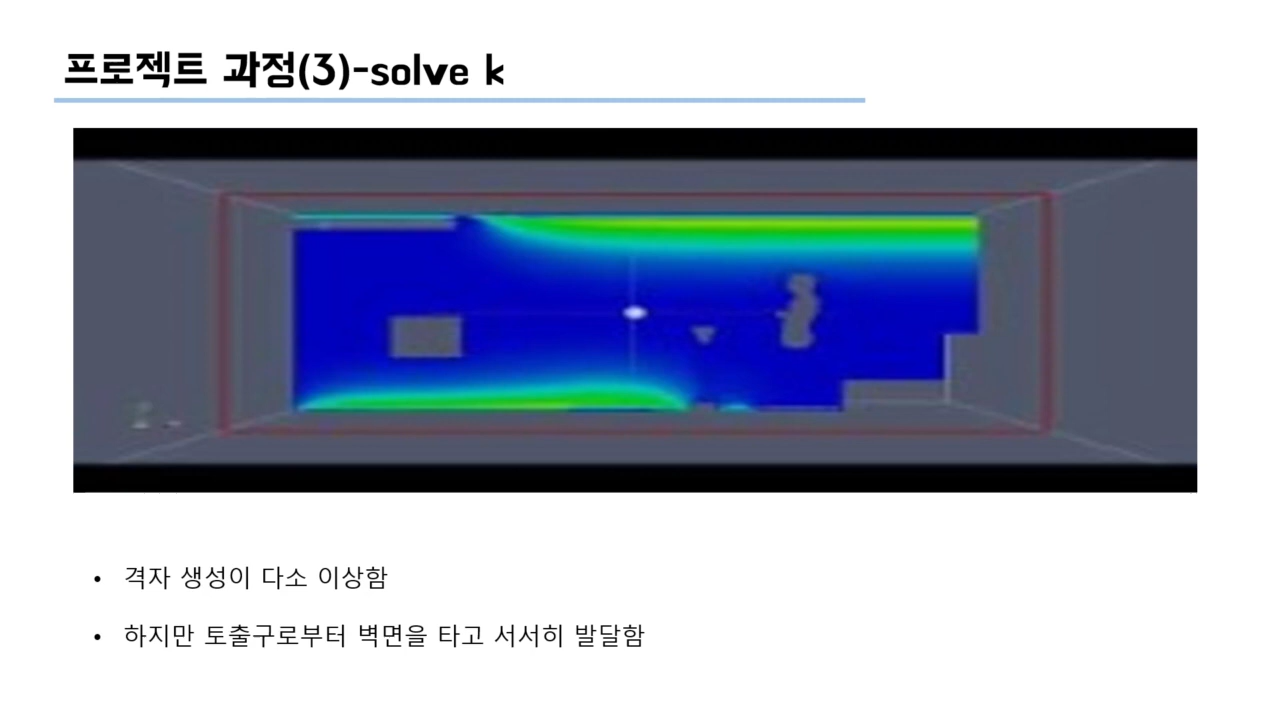 프로젝트 과정(3)-solve k
• 격자 생성이 다소 이상함
• 하지만 토출구로부터 벽면을 타고 서서히 발달함